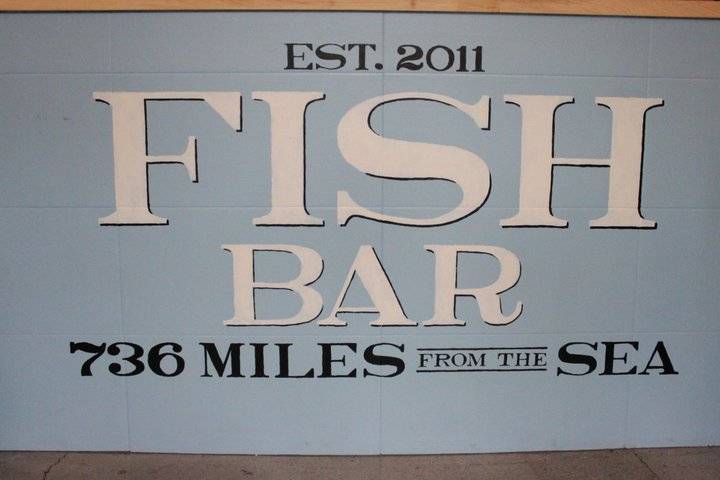 EST. 2011
FISH
BAR
736 MILES FROM THE SEA